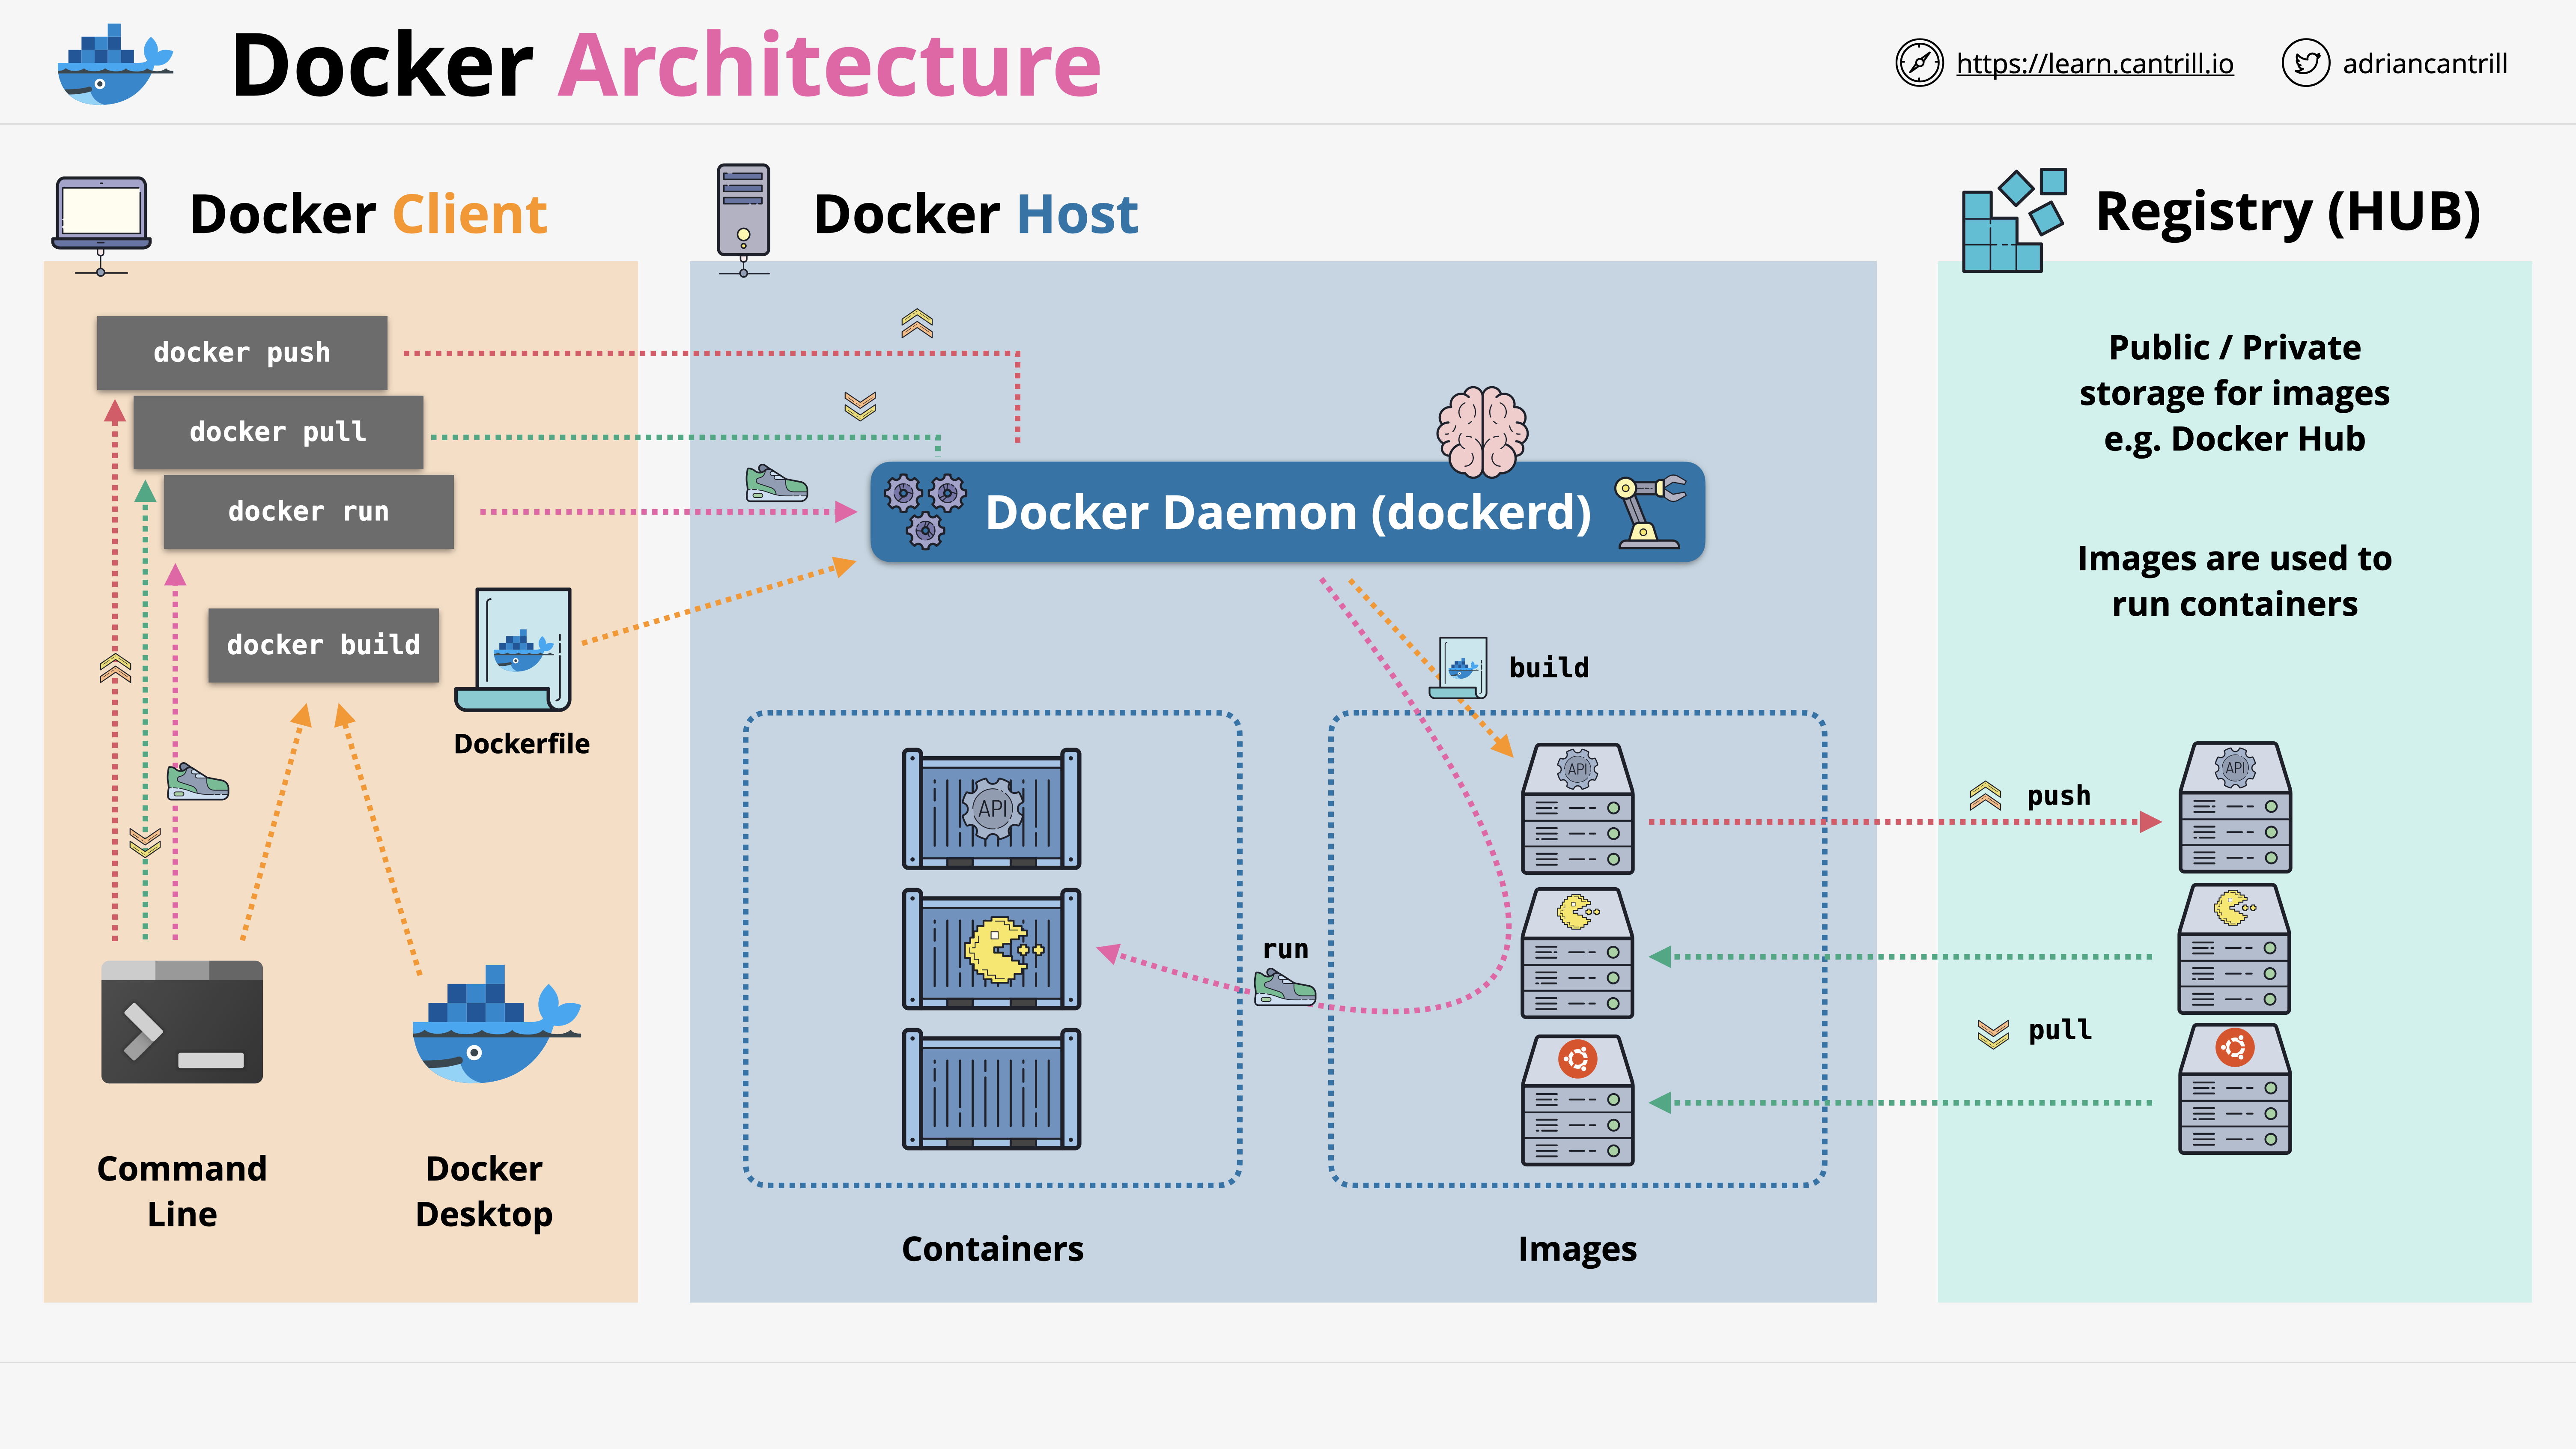 Docker Architecture
https://learn.cantrill.io
adriancantrill
Docker Client
docker push
docker pull
docker run
docker build
Dockerfile
Command
Line
Docker
Desktop
Docker Host
Docker Daemon (dockerd)
build
API
API
run
Containers
Images
Registry (HUB)
Public / Private
storage for images
e.g. Docker Hub
Images are used to
run containers
push
API
pull